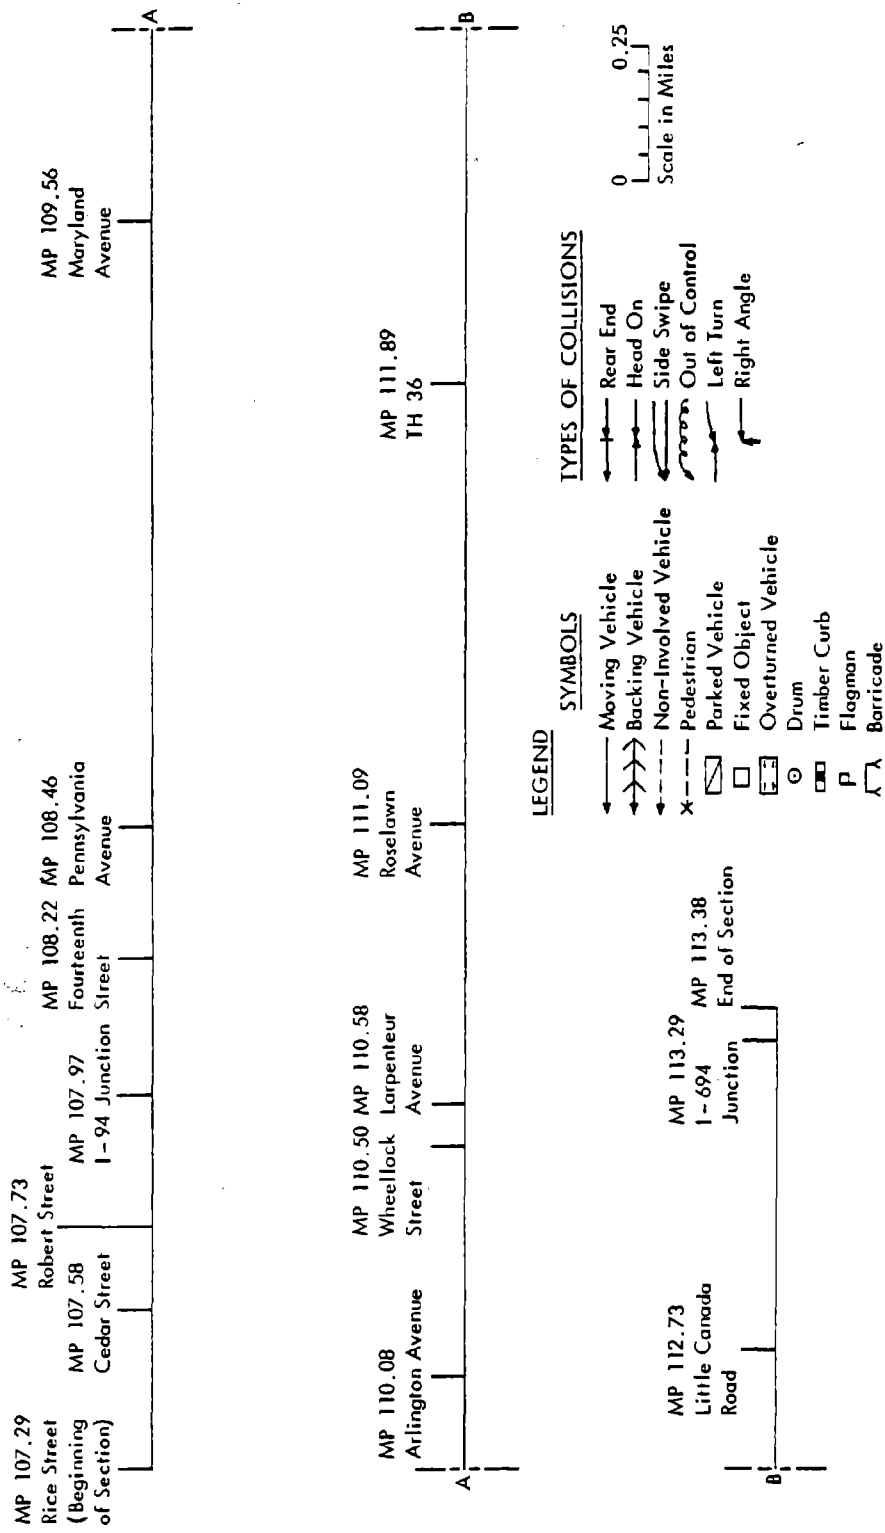 MP 107.29
Rice Street
(Beginning
of Section)
MP 107.58
Cedar Street
MP 107.73
Robert Street
MP 107.97
I-94 Junction
MP 108.22
Fourteenth
Street
MP 108.46
Pennsylvania
Avenue
MP 109.56
Maryland
Avenue
A
A
MP 110.08
Arlington Avenue
MP 110.50
Wheellock
Street
MP 110.58
Larpenteur
Avenue
MP 111.09
Roselawn
Avenue
MP 111.89
TH 36
B
B
MP 112.73
Little Canada
Road
MP 113.29
I-694
Junction
MP 113.38
End of Section
LEGEND
SYMBOLS
Moving Vehicle
Backing Vehicle
Non-Involved Vehicle
Pedestrian
Parked Vehicle
Fixed Object
Overturned Vehicle
Drum
Timber Curb
Flagman
Barricade
TYPES OF COLLISIONS
Rear End
Head On
Side Swipe
Out of Control
Left Turn
Right Angle
0 0.25
Scale in Miles